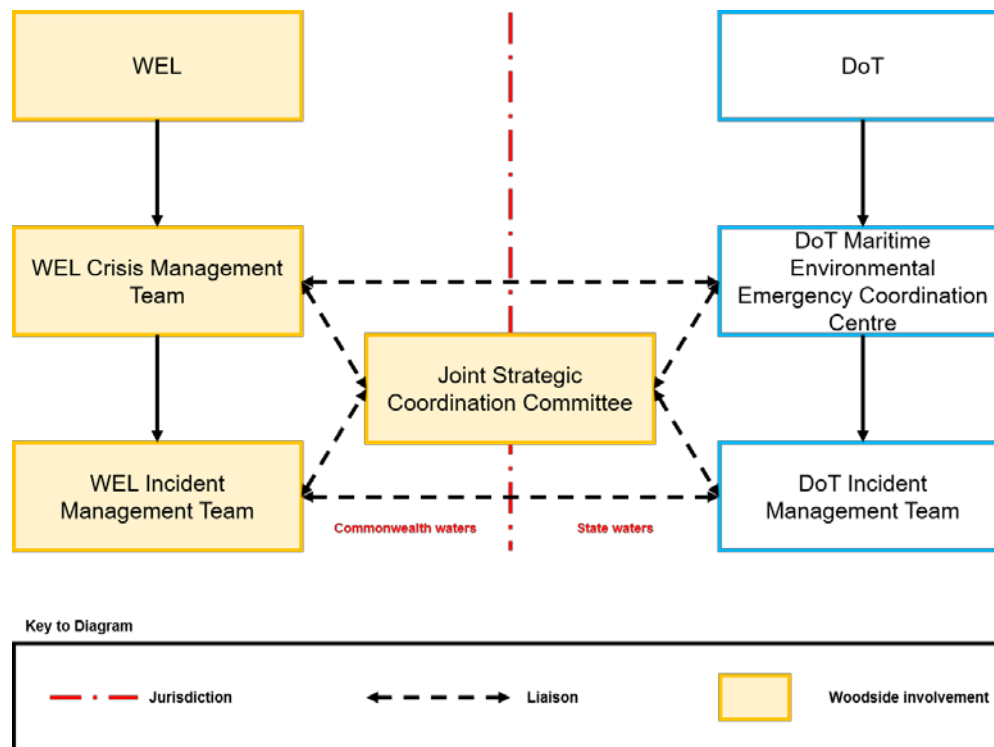 WEL
DoT
WEL Crisis Management
Team
DoT Maritime
Environmental
Emergency Coordination
Centre
Joint Strategic
Coordination Committee
WEL Incident
Management Team
DoT Incident
Management Team
Commonwealth waters
State waters
Key to Diagram
Jurisdiction
Liaison
Woodside involvement